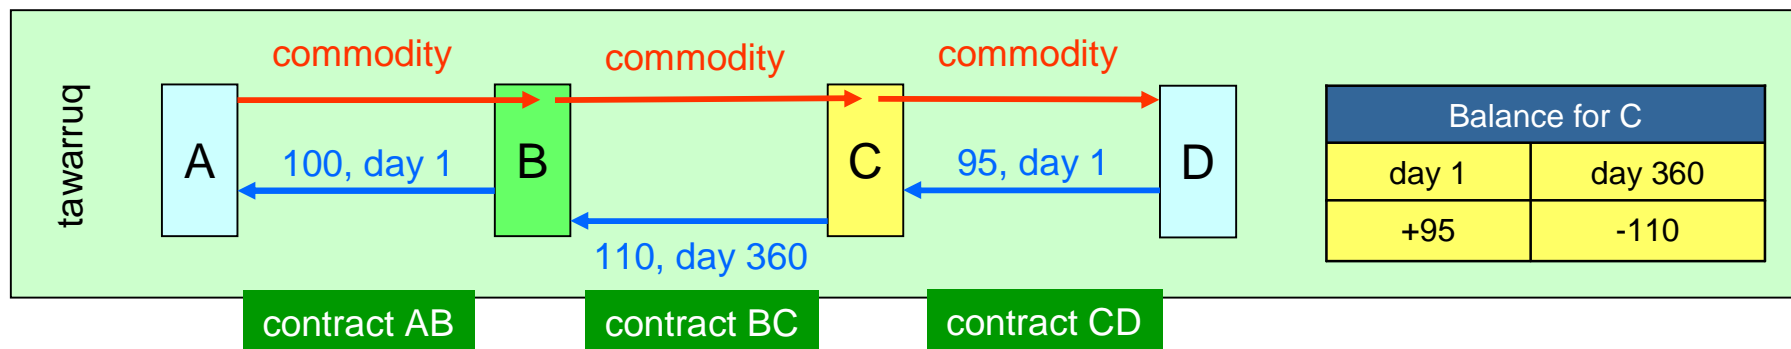 tawarruq
commodity
commodity
commodity
A
100, day 1
B
110, day 360
C
95, day 1
D
Balance for C
day 1 day 360
+95 -110
contract AB
contract BC
contract CD